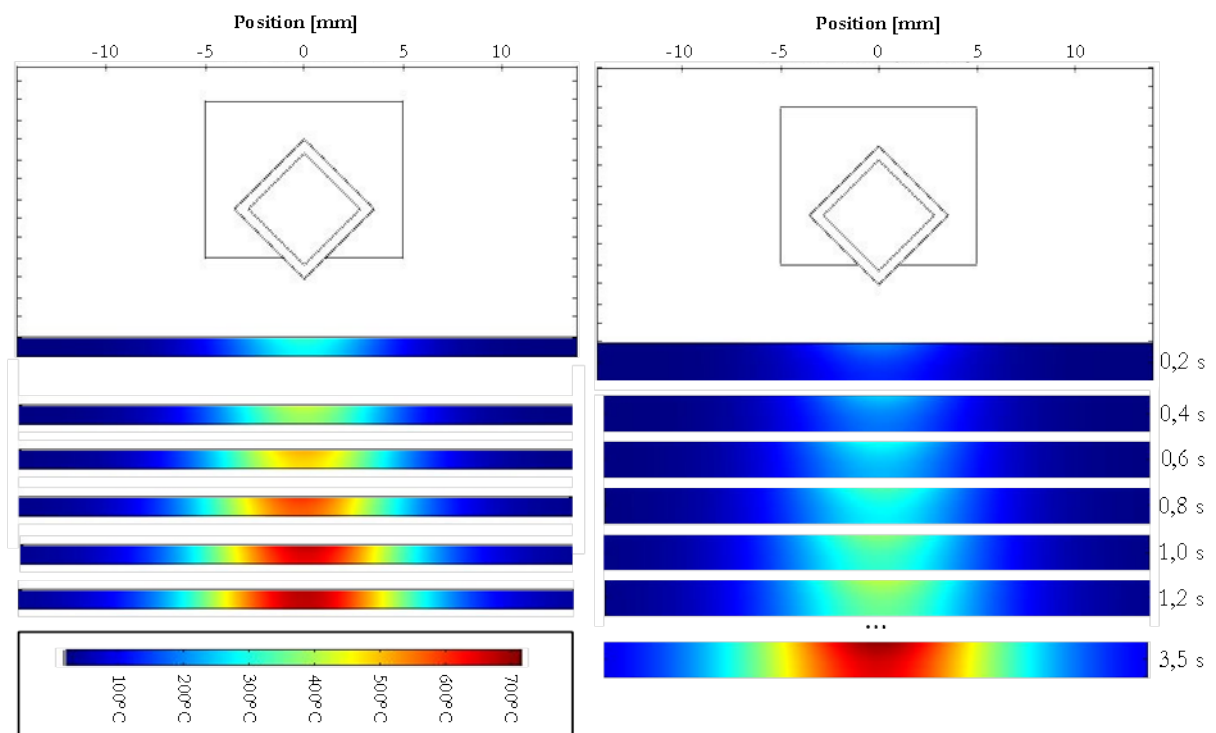 Position [mm]
-10 -5 0 5 10
Position [mm]
-10 -5 0 5 10
0,2 s
0,4 s
0,6 s
0,8 s
1,0 s
1,2 s
...
3,5 s
100°C
200°C
300°C
400°C
500°C
600°C
700°C